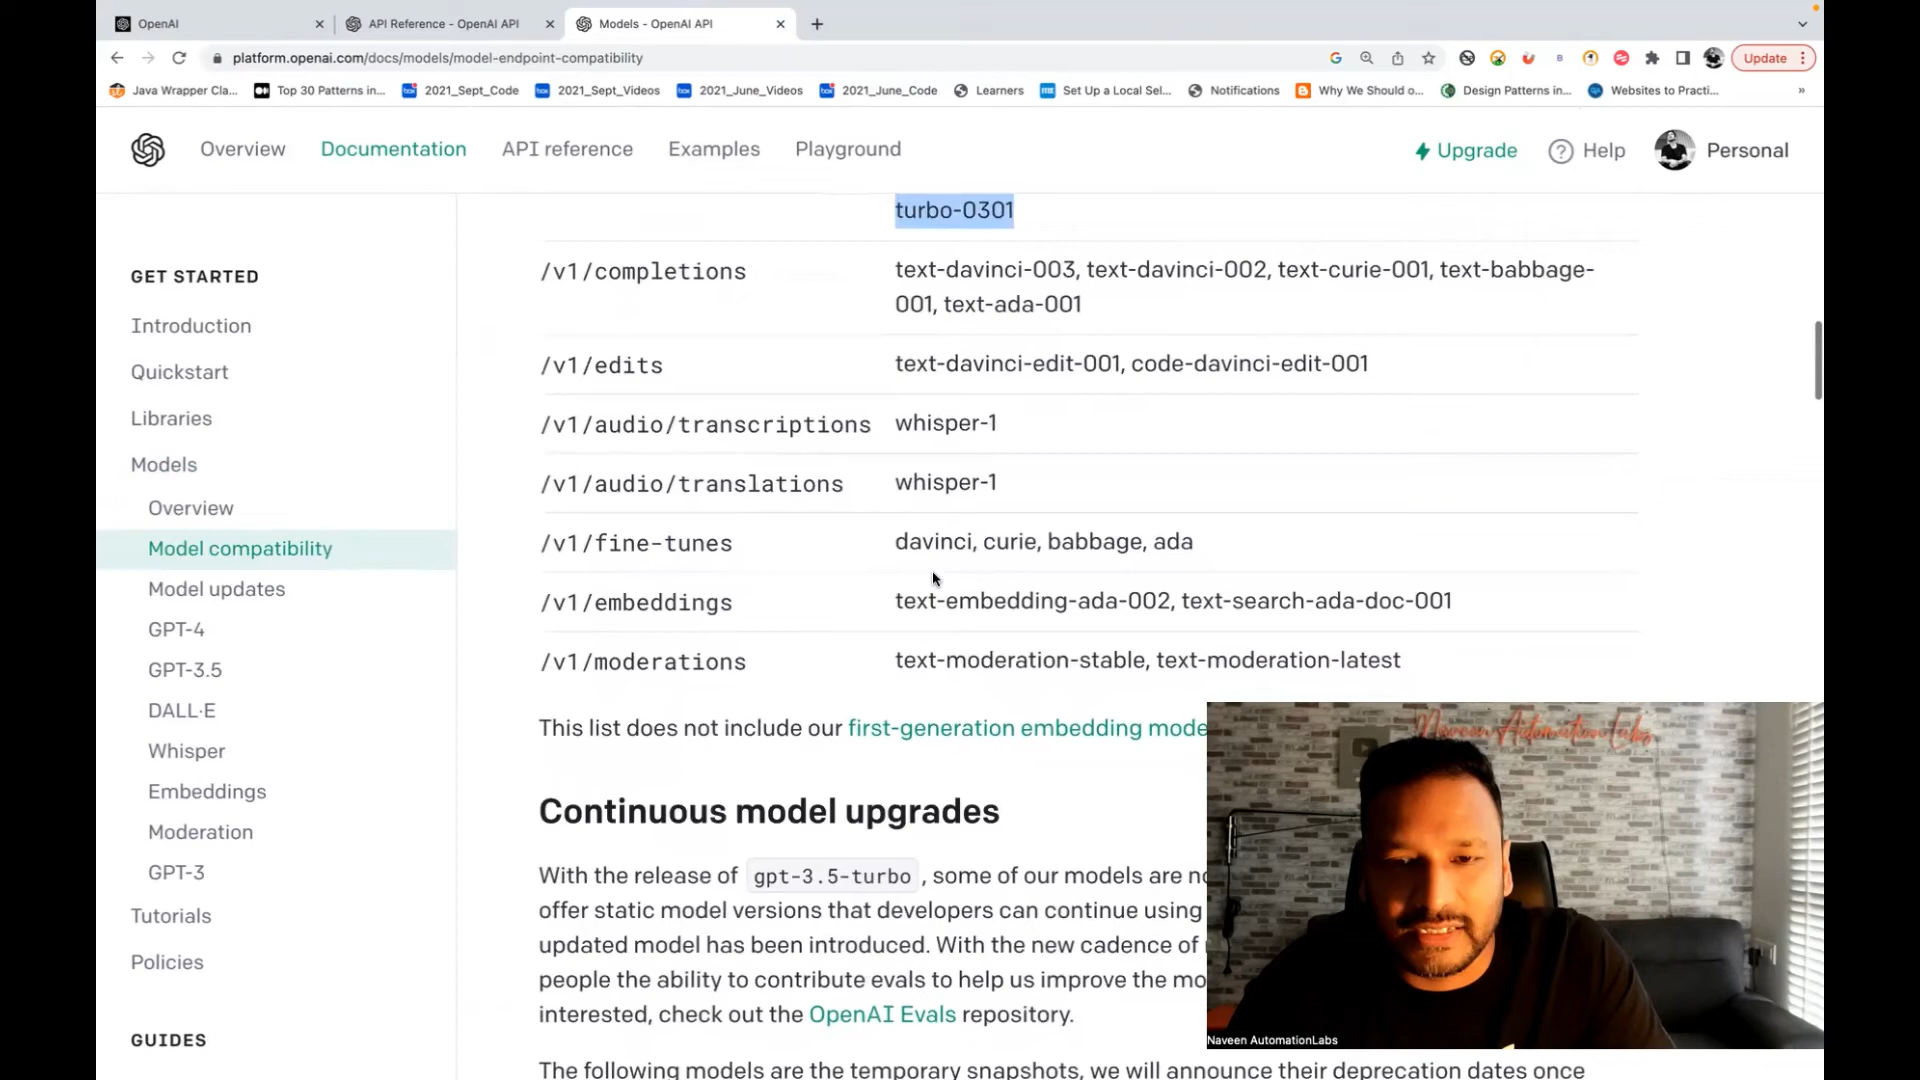 OpenAI
API Reference - OpenAI API
Models - OpenAI API
platform.openai.com/docs/models/model-endpoint-compatibility
Update
Java Wrapper Cla...
Top 30 Patterns in...
2021_Sept_Code
2021_Sept_Videos
2021_June_Videos
2021_June_Code
Learners
Set Up a Local Sel...
Notifications
Why We Should o...
Design Patterns in...
Websites to Practi...
»
Overview
Documentation
API reference
Examples
Playground
Upgrade
Help
Personal
GET STARTED
Introduction
Quickstart
Libraries
Models
Overview
Model compatibility
Model updates
GPT-4
GPT-3.5
DALL·E
Whisper
Embeddings
Moderation
GPT-3
Tutorials
Policies
GUIDES
turbo-0301
/v1/completions text-davinci-003, text-davinci-002, text-curie-001, text-babbage-
001, text-ada-001
/v1/edits text-davinci-edit-001, code-davinci-edit-001
/v1/audio/transcriptions whisper-1
/v1/audio/translations whisper-1
/v1/fine-tunes davinci, curie, babbage, ada
/v1/embeddings text-embedding-ada-002, text-search-ada-doc-001
/v1/moderations text-moderation-stable, text-moderation-latest
This list does not include our first-generation embedding mode
Continuous model upgrades
With the release of gpt-3.5-turbo , some of our models are no
offer static model versions that developers can continue using
updated model has been introduced. With the new cadence of
people the ability to contribute evals to help us improve the mo
interested, check out the OpenAI Evals repository.
The following models are the temporary snapshots, we will announce their deprecation dates once
Naveen Automation Labs
Naveen AutomationLabs